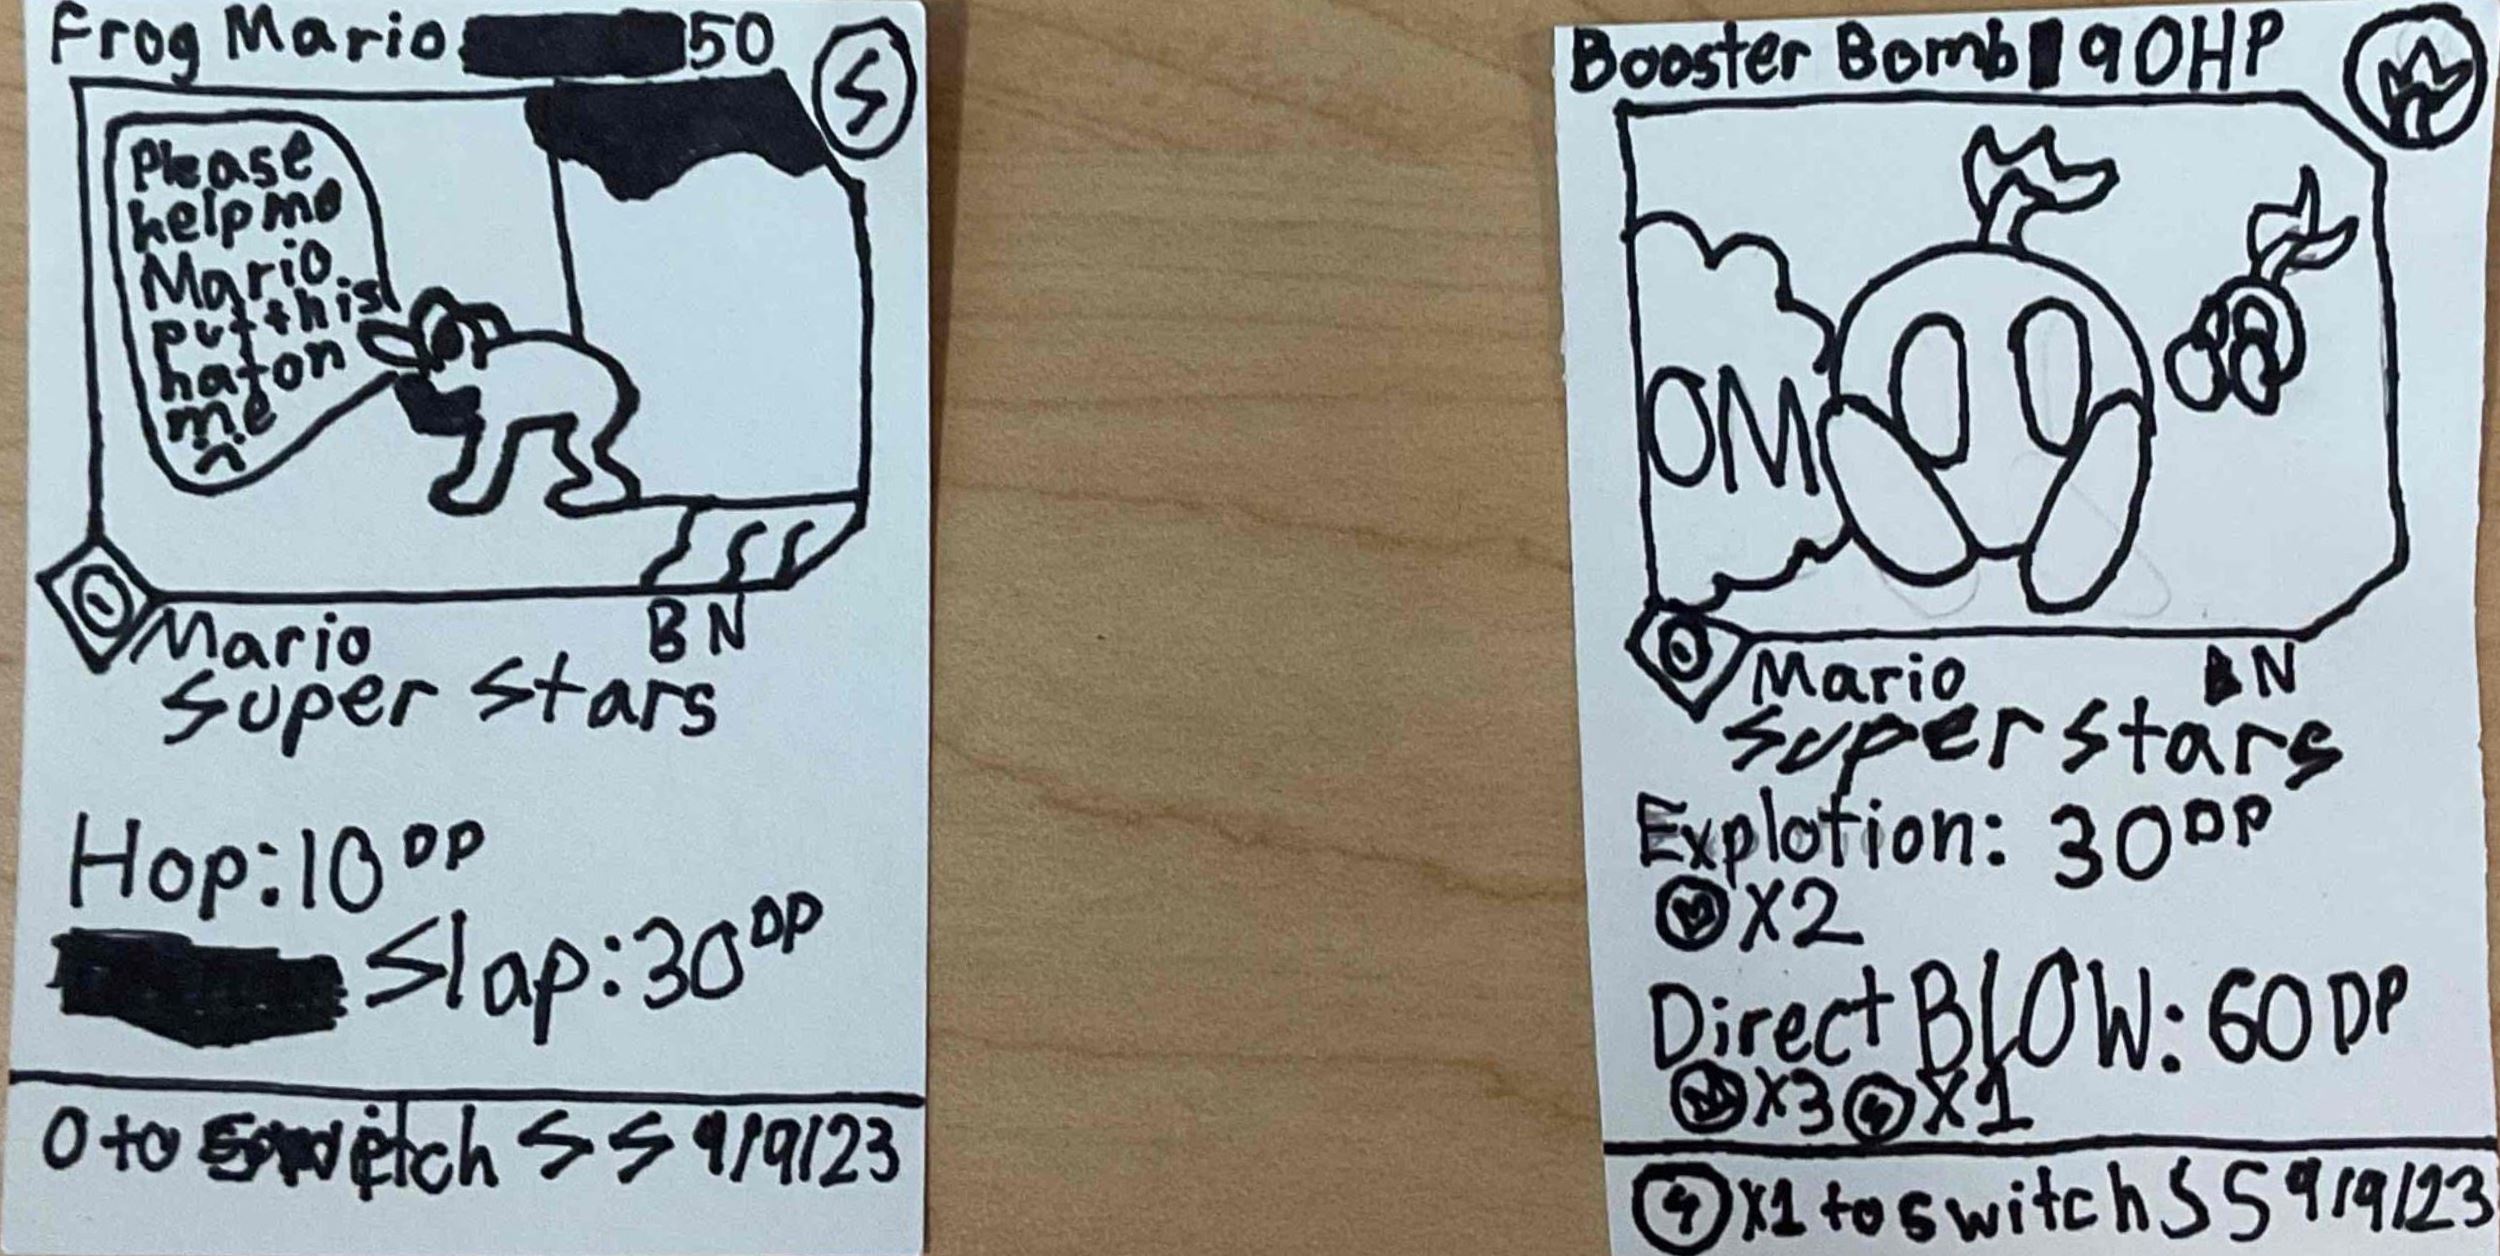 Frog Mario 50
S
Please
help me
Mario
put this
hat on
me
Mario BN
Super Stars
Hop: 10 DP
Slap: 30 DP
0 to switch SS 9/9/23
Booster Bomb 90HP
OM
Mario BN
Super Stars
Explotion: 30 DP
X2
Direct BLOW: 60 DP
X3 X1
X1 to switch SS 9/9/23